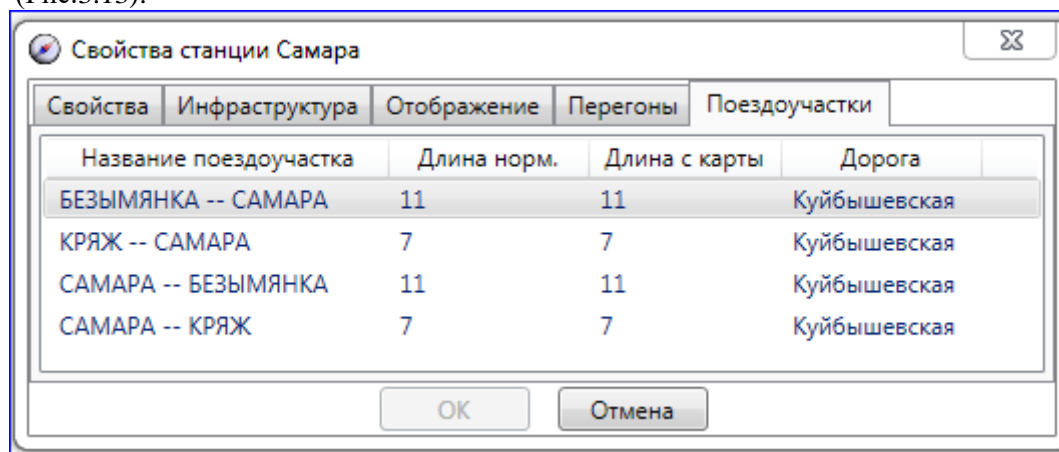 (Рис.3.13).
Свойства станции Самара
Свойства Инфраструктура Отображение Перегоны Поездоучастки
Название поездоучастка Длина норм. Длина с карты Дорога
БЕЗЫМЯНКА -- САМАРА 11 11 Куйбышевская
КРЯЖ -- САМАРА 7 7 Куйбышевская
САМАРА -- БЕЗЫМЯНКА 11 11 Куйбышевская
САМАРА -- КРЯЖ 7 7 Куйбышевская
ОК Отмена